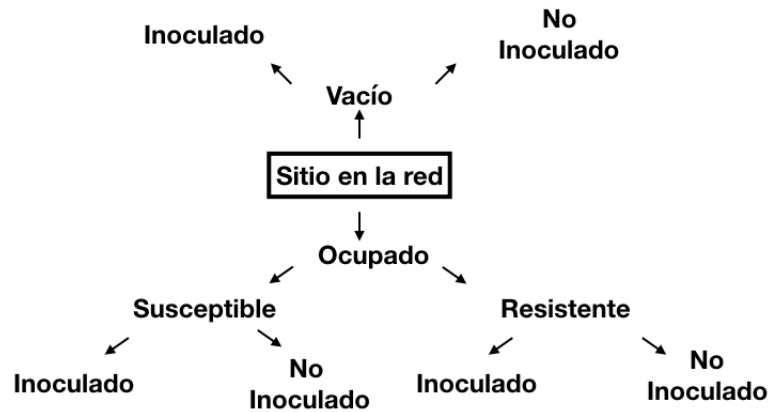 Inoculado
No
Inoculado
Vacío
Sitio en la red
Ocupado
Susceptible
Resistente
Inoculado
No
Inoculado
Inoculado
No
Inoculado